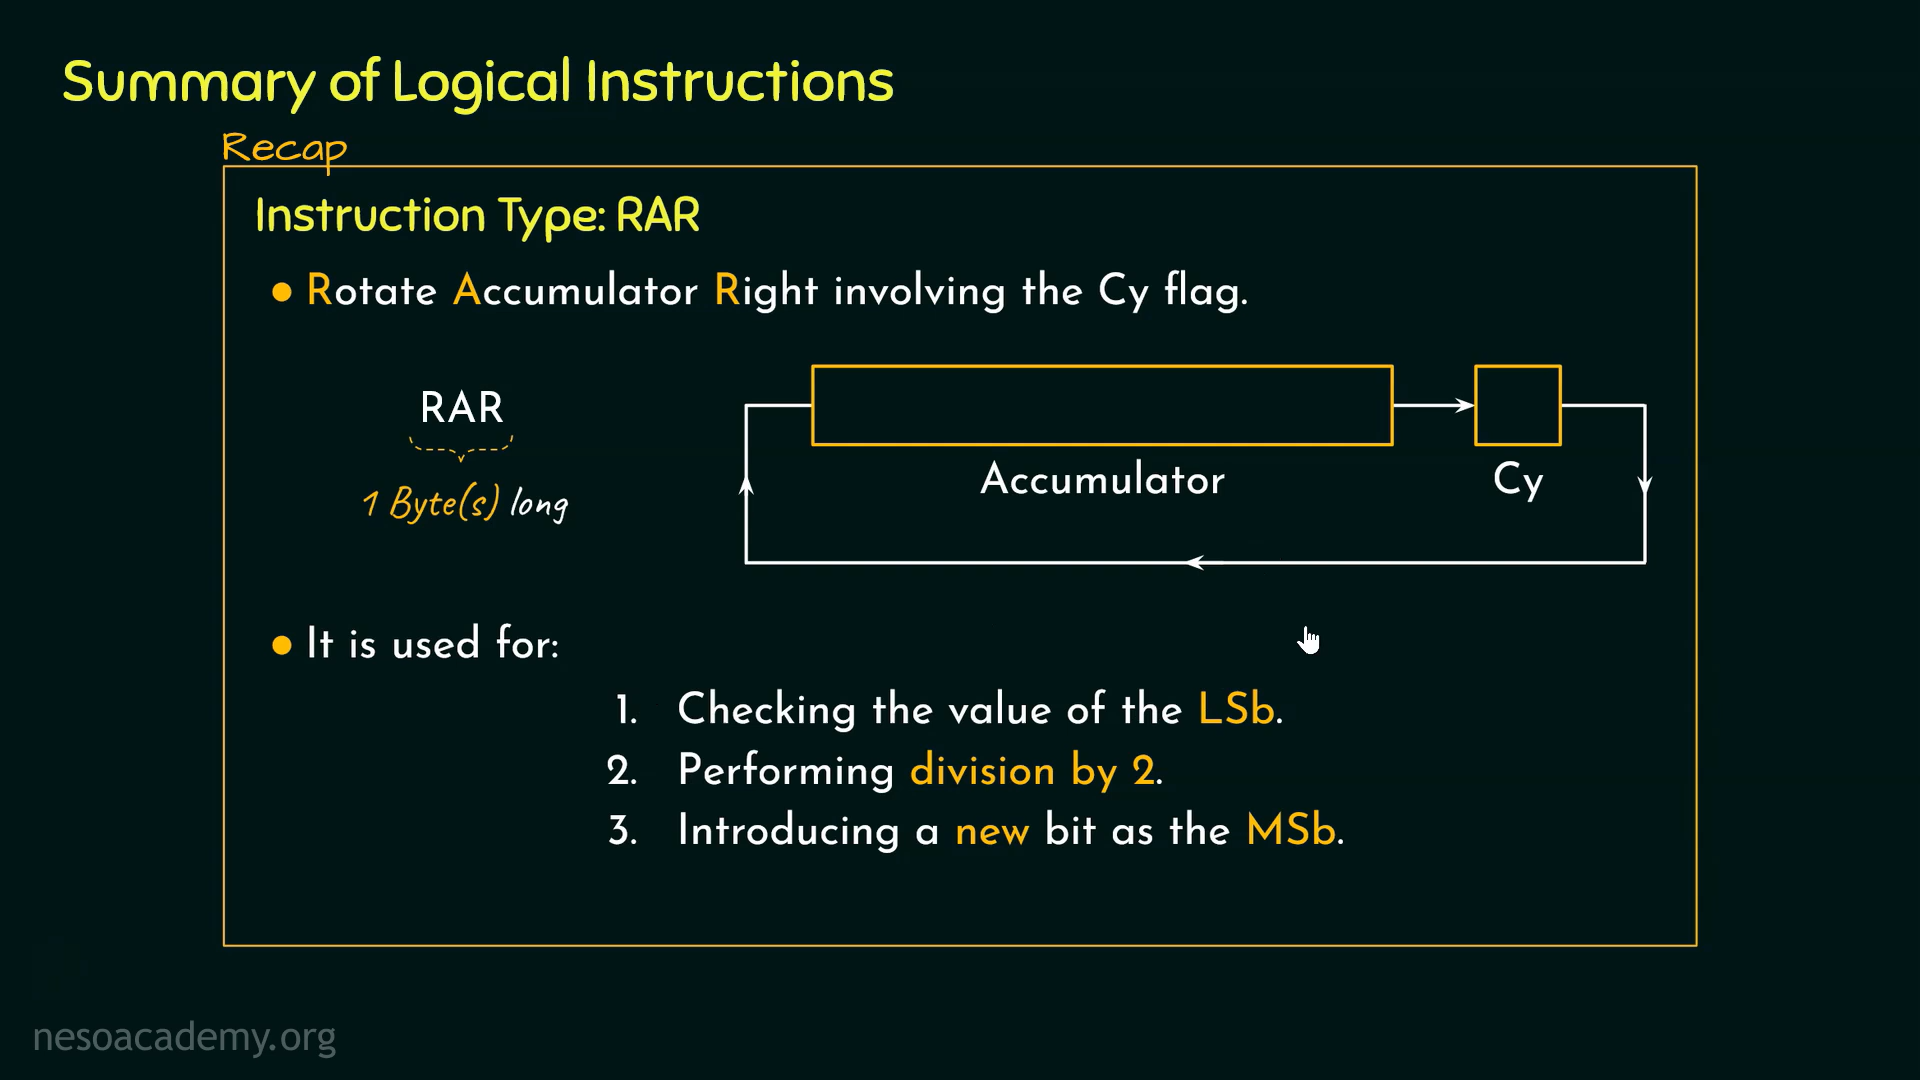 Summary of Logical Instructions
Recap
Instruction Type: RAR
● Rotate Accumulator Right involving the Cy flag.
RAR
1 Byte(s) long
Accumulator
Cy
● It is used for:
1. Checking the value of the LSb.
2. Performing division by 2.
3. Introducing a new bit as the MSb.
nesoacademy.org